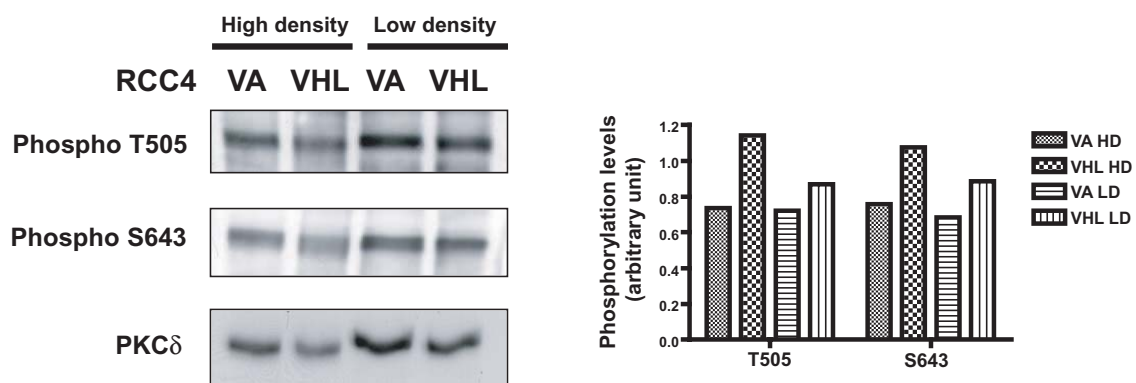 High density Low density
RCC4 VA VHL VA VHL
Phospho T505
Phospho S643
PKCδ
Phosphorylation levels
(arbitrary unit)
1.2
1.0
0.8
0.6
0.4
0.2
0.0
T505 S643
VA HD
VHL HD
VA LD
VHL LD